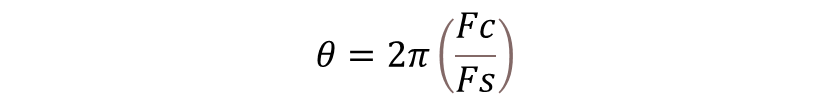 θ = 2π (Fc/Fs)